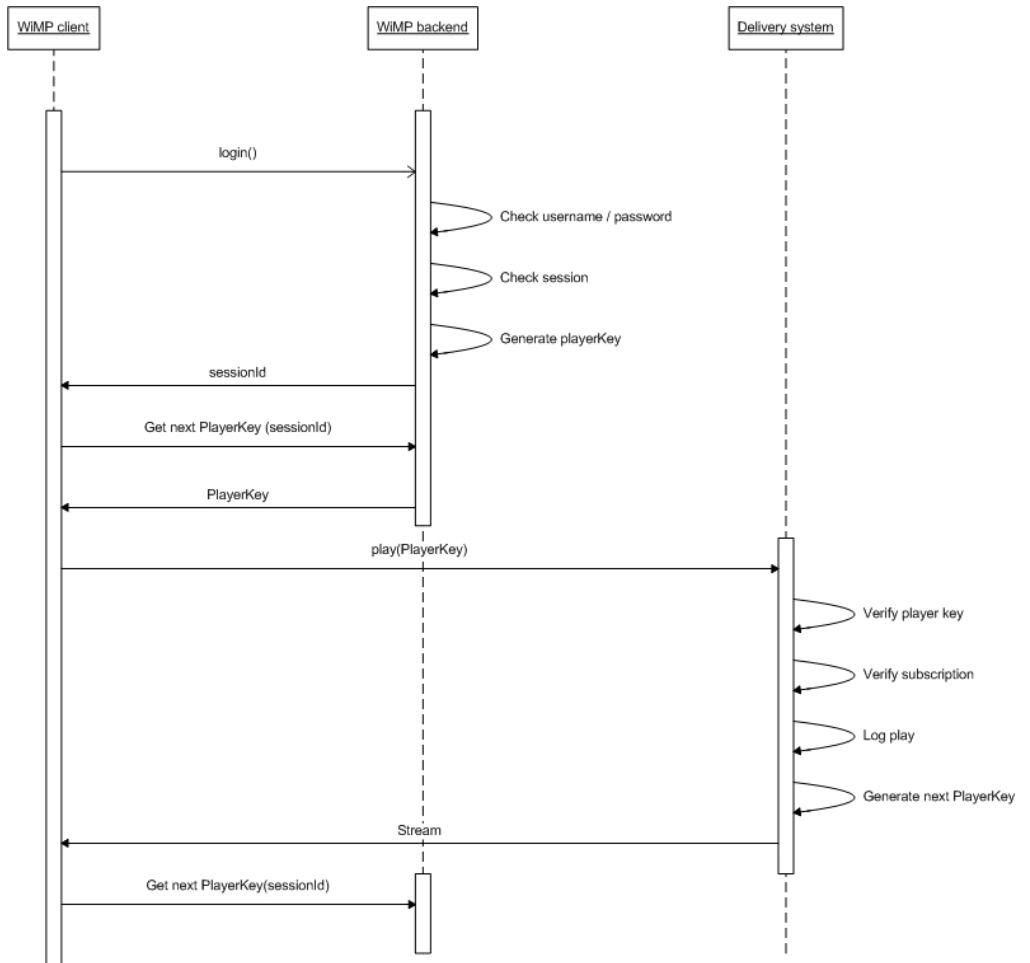 WiMP client
WiMP backend
Delivery system
login()
Check username / password
Check session
Generate playerKey
sessionId
Get next PlayerKey (sessionId)
PlayerKey
play(PlayerKey)
Verify player key
Verify subscription
Log play
Generate next PlayerKey
Stream
Get next PlayerKey(sessionId)